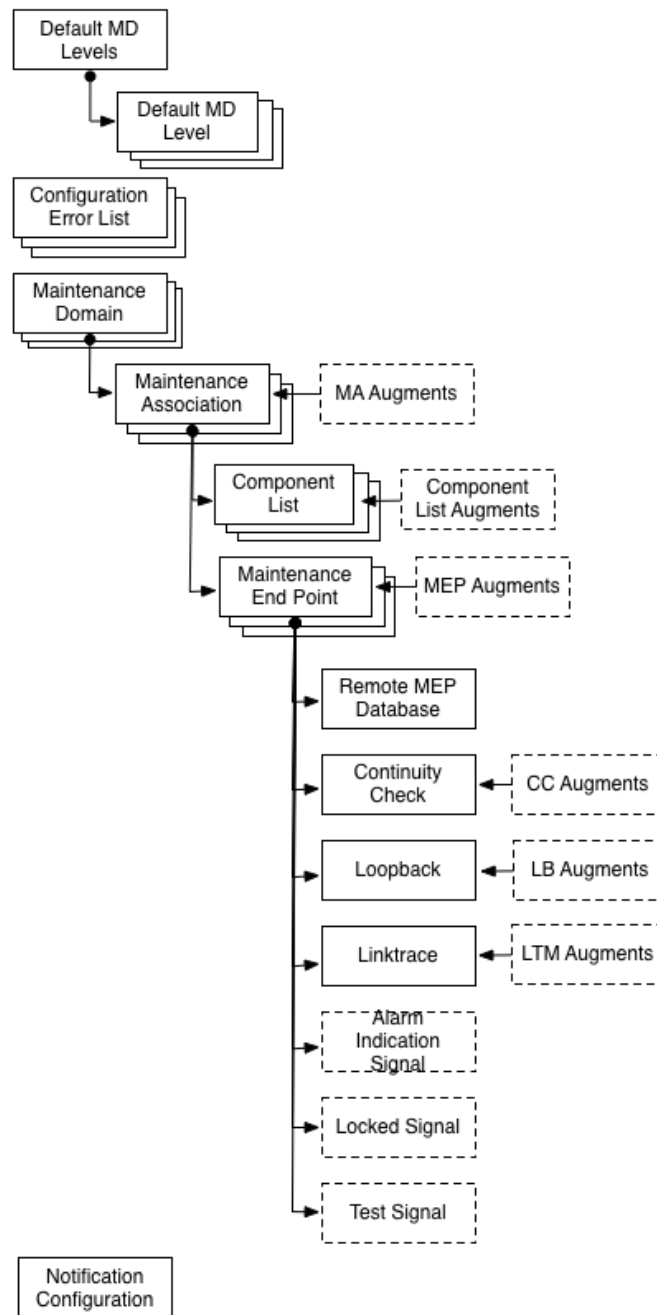 Default MD
Levels
Default MD
Level
Configuration
Error List
Maintenance
Domain
Maintenance
Association
MA Augments
Component
List
Component
List Augments
Maintenance
End Point
MEP Augments
Remote MEP
Database
Continuity
Check
CC Augments
Loopback
LB Augments
Linktrace
LTM Augments
Alarm
Indication
Signal
Locked Signal
Test Signal
Notification
Configuration